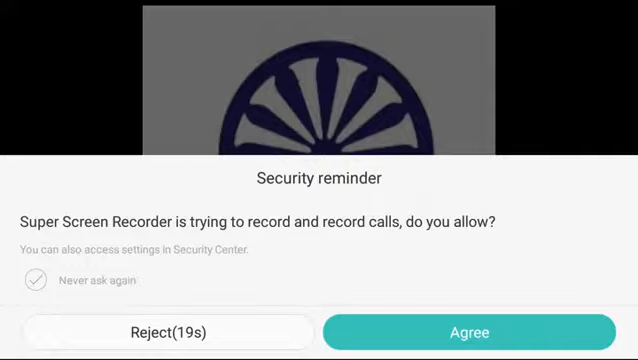 Security reminder
Super Screen Recorder is trying to record and record calls, do you allow?
You can also access settings in Security Center.
Never ask again
Reject(19s)
Agree